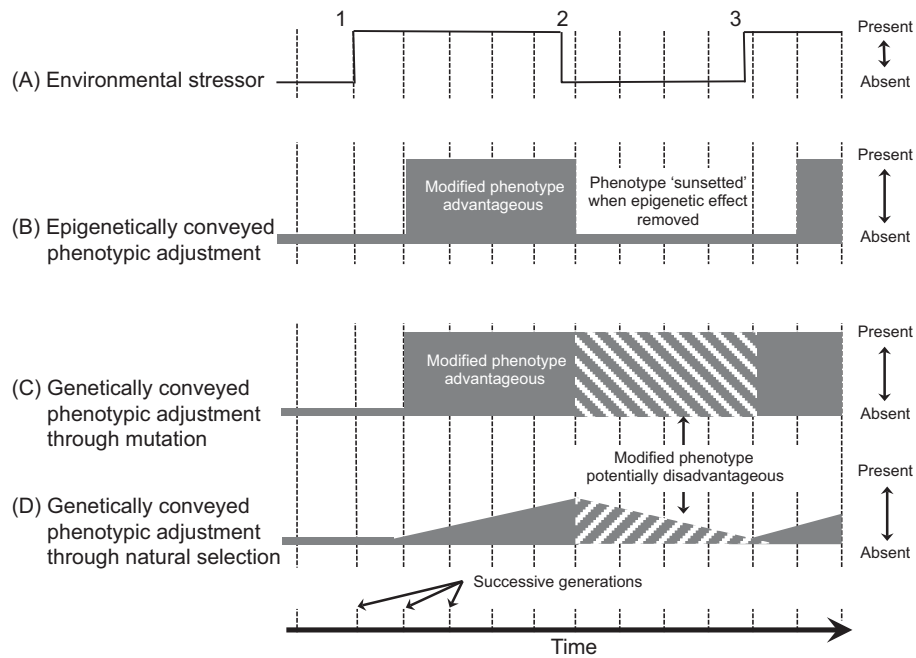 1 2 3
Present
(A) Environmental stressor
Absent
Present
Modified phenotype
advantageous
Phenotype ‘sunsetted’
when epigenetic effect
removed
(B) Epigenetically conveyed
phenotypic adjustment
Absent
Present
Modified phenotype
advantageous
(C) Genetically conveyed
phenotypic adjustment
through mutation
Absent
Modified phenotype
potentially disadvantageous
Present
(D) Genetically conveyed
phenotypic adjustment
through natural selection
Absent
Successive generations
Time